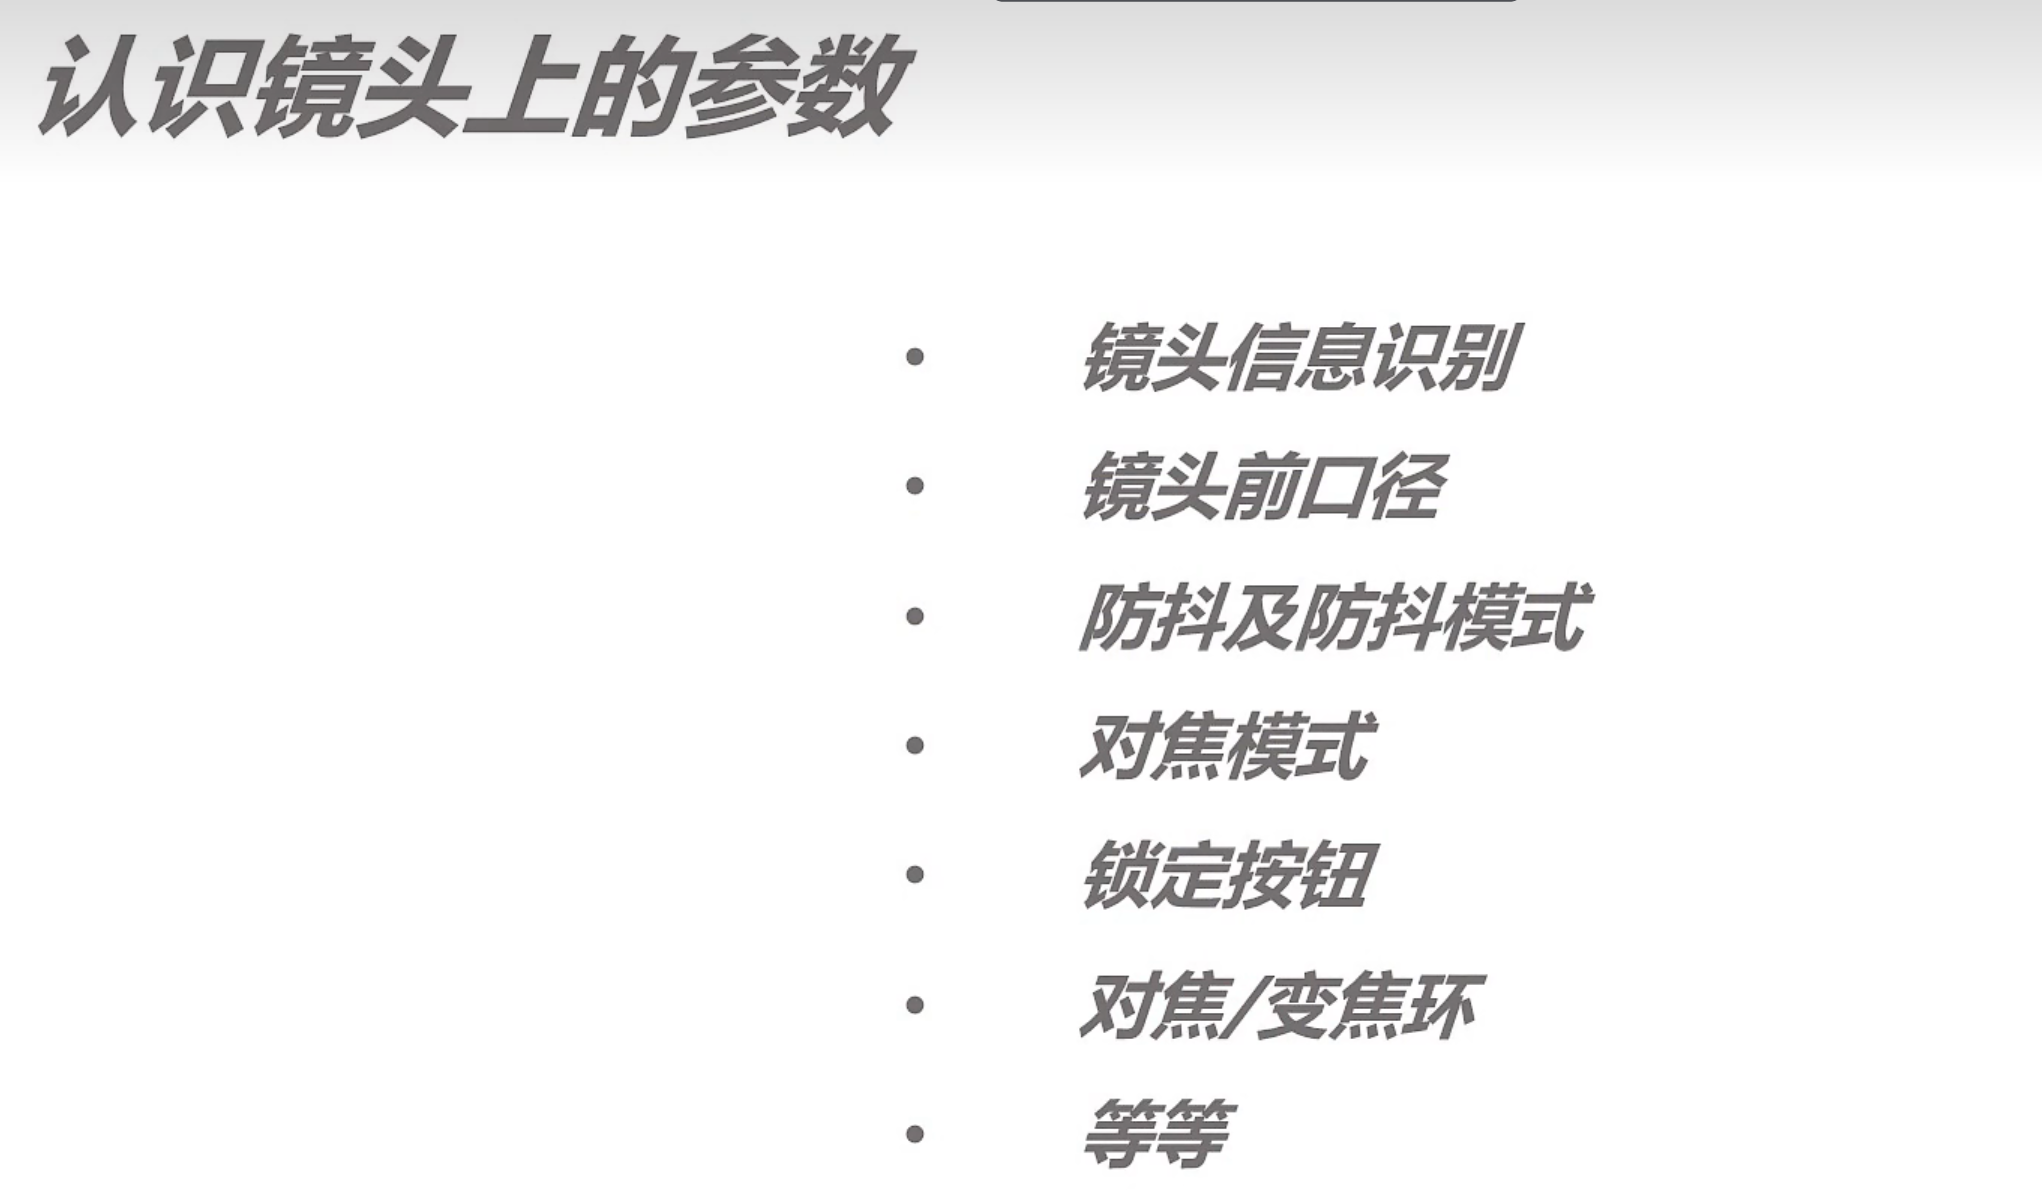 认识镜头上的参数
• 镜头信息识别
• 镜头前口径
• 防抖及防抖模式
• 对焦模式
• 锁定按钮
• 对焦/变焦环
• 等等